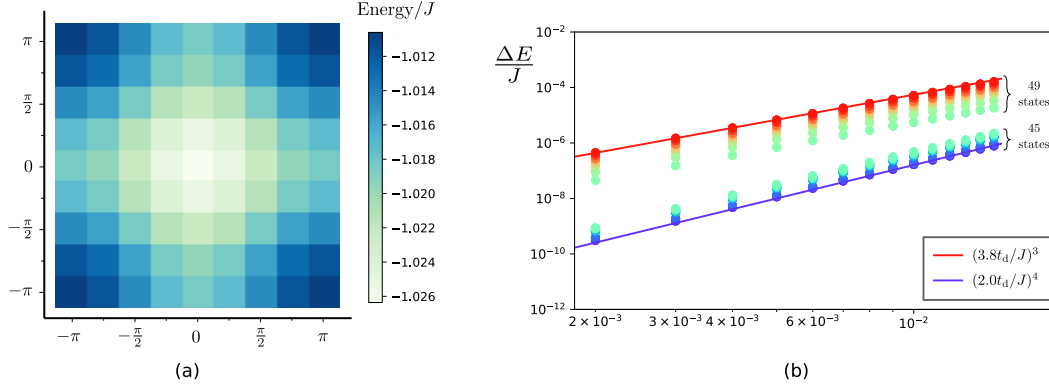 Energy/J
π
π/2
0
−π/2
−π
−π
−π/2
0
π/2
π
−1.012
−1.014
−1.016
−1.018
−1.020
−1.022
−1.024
−1.026
(a)
ΔE/J
10⁻²
10⁻⁴
10⁻⁶
10⁻⁸
10⁻¹⁰
10⁻¹²
49
states
45
states
(3.8t_d/J)³
(2.0t_d/J)⁴
2 × 10⁻³
3 × 10⁻³
4 × 10⁻³
6 × 10⁻³
10⁻²
(b)